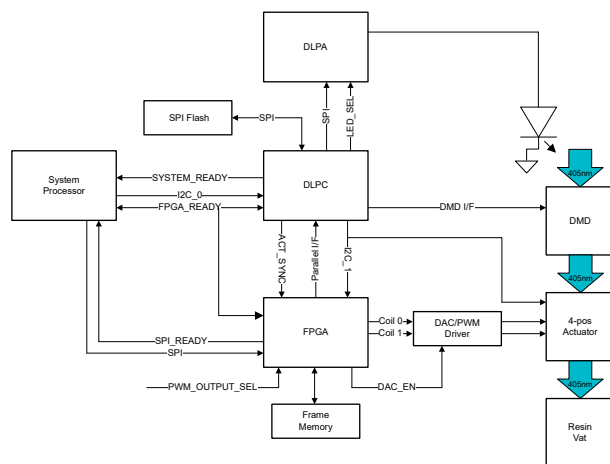 DLPA
SPI Flash
SPI
SPI
LED_SEL
405nm
System
Processor
SYSTEM_READY
I2C_0
FPGA_READY
DLPC
DMD I/F
DMD
ACT_SYNC
Parallel I/F
I2C_1
405nm
FPGA
Coil 0
Coil 1
DAC/PWM
Driver
4-pos
Actuator
SPI_READY
SPI
PWM_OUTPUT_SEL
DAC_EN
405nm
Frame
Memory
Resin
Vat